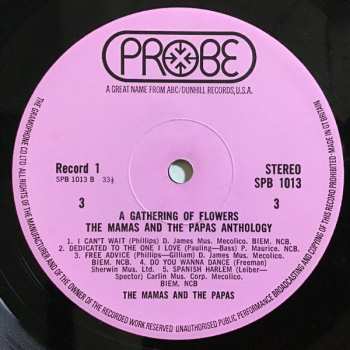 PROBE
A GREAT NAME FROM ABC/DUNHILL RECORDS, U.S.A.
Record 1
SPB 1013 B 33⅓
STEREO
SPB 1013
3
3
A GATHERING OF FLOWERS
THE MAMAS AND THE PAPAS ANTHOLOGY
1. I CAN'T WAIT (Phillips) D. James Mus. Mecolico. BIEM. NCB.
2. DEDICATED TO THE ONE I LOVE (Pauling—Bass) P. Maurice. NCB.
3. FREE ADVICE (Phillips—Gilliam) D. James Mus. Mecolico.
BIEM. NCB. 4. DO YOU WANNA DANCE (Freeman)
Sherwin Mus. Ltd. 5. SPANISH HARLEM (Leiber—
Spector) Carlin Mus. Corp. Mecolico.
BIEM. NCB
THE MAMAS AND THE PAPAS
THE GRAMOPHONE CO LTD ALL RIGHTS OF THE MANUFACTURER AND OF THE OWNER OF THE RECORDED WORK RESERVED UNAUTHORISED PUBLIC PERFORMANCE BROADCASTING AND COPYING OF THIS RECORD PROHIBITED—MADE IN GT BRITAIN